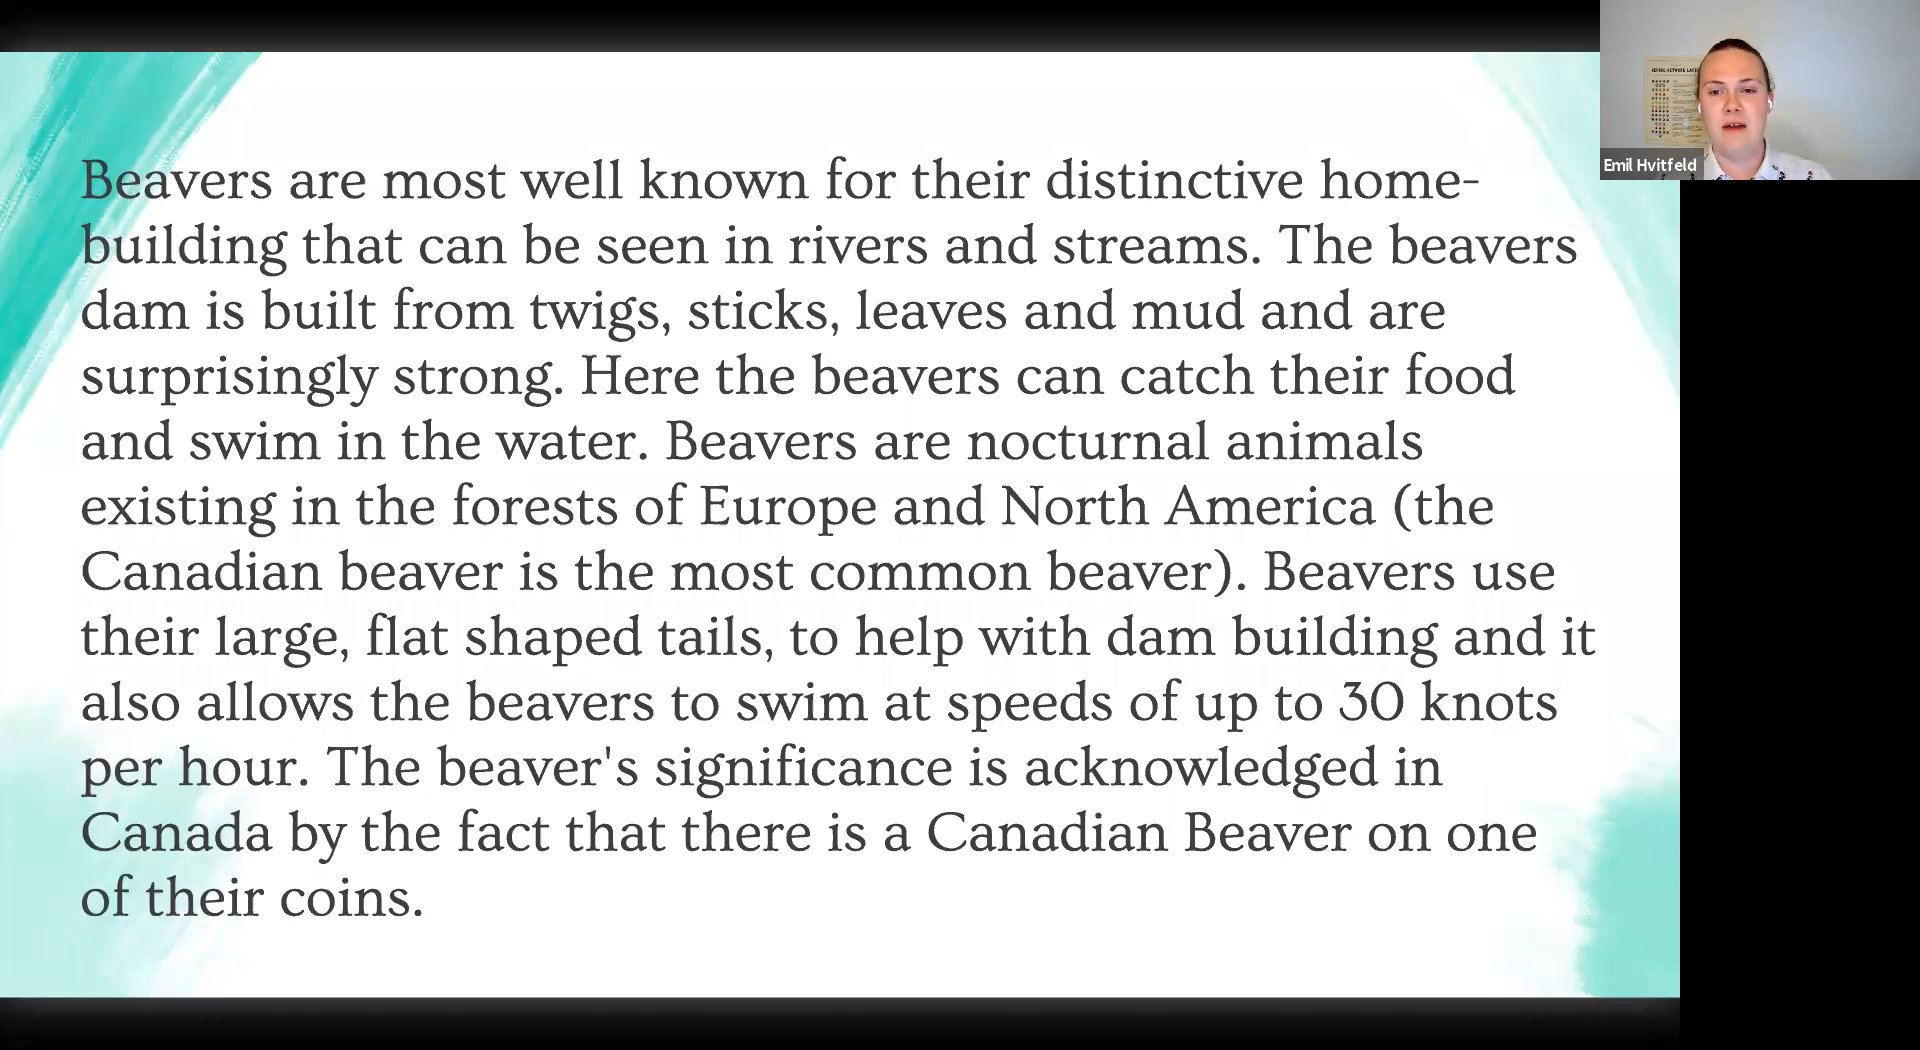 Beavers are most well known for their distinctive home-
building that can be seen in rivers and streams. The beavers
dam is built from twigs, sticks, leaves and mud and are
surprisingly strong. Here the beavers can catch their food
and swim in the water. Beavers are nocturnal animals
existing in the forests of Europe and North America (the
Canadian beaver is the most common beaver). Beavers use
their large, flat shaped tails, to help with dam building and it
also allows the beavers to swim at speeds of up to 30 knots
per hour. The beaver's significance is acknowledged in
Canada by the fact that there is a Canadian Beaver on one
of their coins.
Emil Hvitfeld